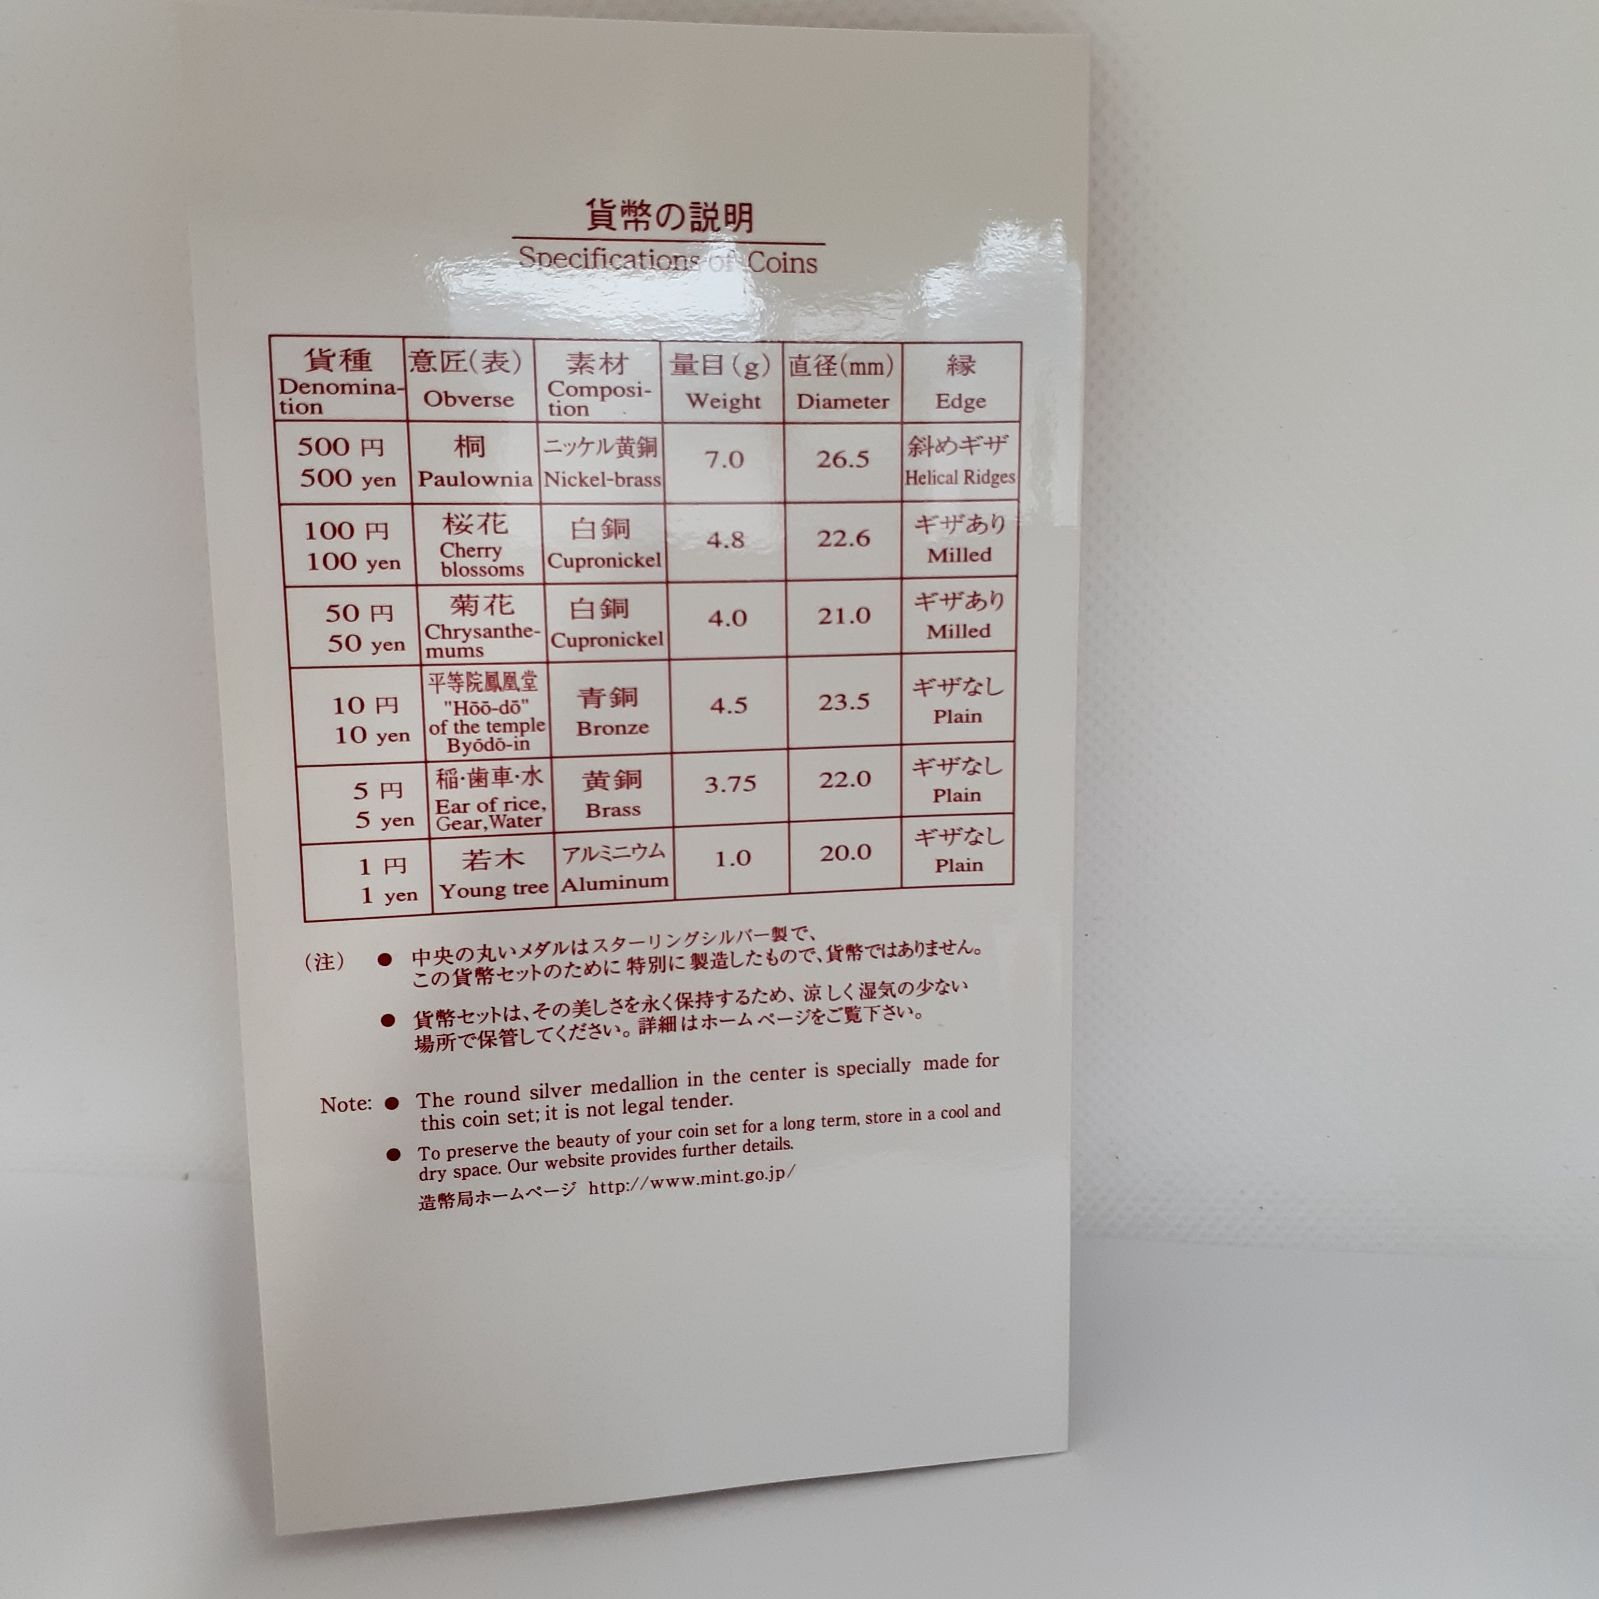 貨幣の説明
Specifications of Coins
貨種 意匠(表) 素材 量目(g) 直径(mm) 縁
Denomina-
tion Obverse Composi-
tion Weight Diameter Edge
500 円 桐 ニッケル黄銅 7.0 26.5 斜めギザ
500 yen Paulownia Nickel-brass Helical Ridges
100 円 桜花 白銅 4.8 22.6 ギザあり
100 yen Cherry
blossoms Cupronickel Milled
50 円 菊花 白銅 4.0 21.0 ギザあり
50 yen Chrysanthe-
mums Cupronickel Milled
10 円 平等院鳳凰堂 青銅 4.5 23.5 ギザなし
10 yen "Hōō-dō"
of the temple
Byōdō-in Bronze Plain
5 円 稲・歯車・水 黄銅 3.75 22.0 ギザなし
5 yen Ear of rice,
Gear,Water Brass Plain
1 円 若木 アルミニウム 1.0 20.0 ギザなし
1 yen Young tree Aluminum Plain
(注) ● 中央の丸いメダルはスターリングシルバー製で、
この貨幣セットのために特別に製造したもので、貨幣ではありません。
● 貨幣セットは、その美しさを永く保持するため、涼しく湿気の少ない
場所で保管してください。詳細はホームページをご覧下さい。
Note: ● The round silver medallion in the center is specially made for
this coin set; it is not legal tender.
● To preserve the beauty of your coin set for a long term, store in a cool and
dry space. Our website provides further details.
造幣局ホームページ http://www.mint.go.jp/